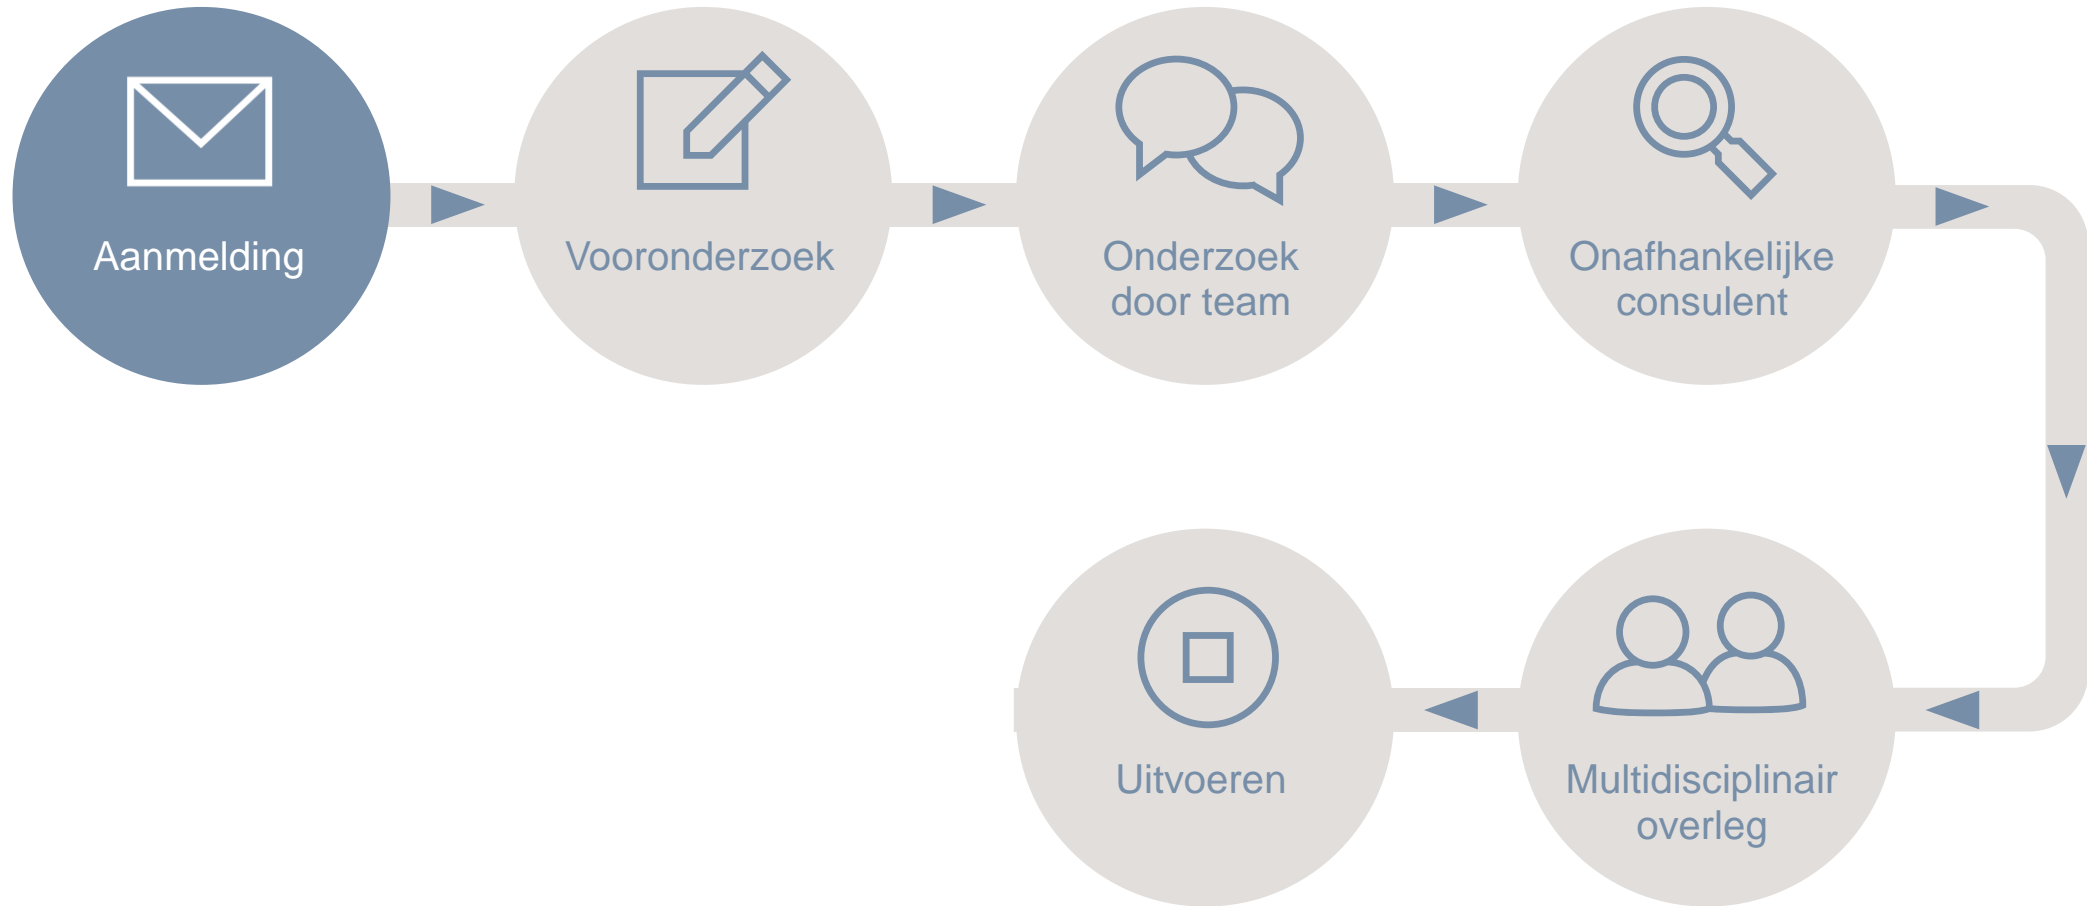 Aanmelding
Vooronderzoek
Onderzoek
door team
Onafhankelijke
consulent
Uitvoeren
Multidisciplinair
overleg